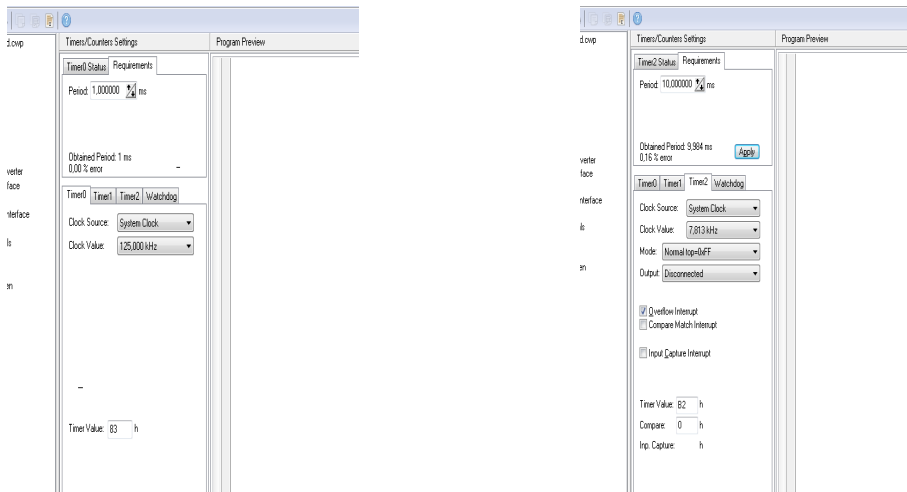 d.cwp
Timers/Counters Settings
Program Preview
Timer0 Status Requirements
Period: 1,000000 ms
Obtained Period: 1 ms
0,00 % error
verter
face
nterface
ls
en
Timer0 Timer1 Timer2 Watchdog
Clock Source: System Clock
Clock Value: 125,000 kHz
Timer Value: 83 h
d.cwp
Timers/Counters Settings
Program Preview
Timer2 Status Requirements
Period: 10,000000 ms
Obtained Period: 9,984 ms
0,16 % error
Apply
verter
face
nterface
ls
en
Timer0 Timer1 Timer2 Watchdog
Clock Source: System Clock
Clock Value: 7,813 kHz
Mode: Normal top=0xFF
Output: Disconnected
Overflow Interrupt
Compare Match Interrupt
Input Capture Interrupt
Timer Value: B2 h
Compare: 0 h
Inp. Capture: h